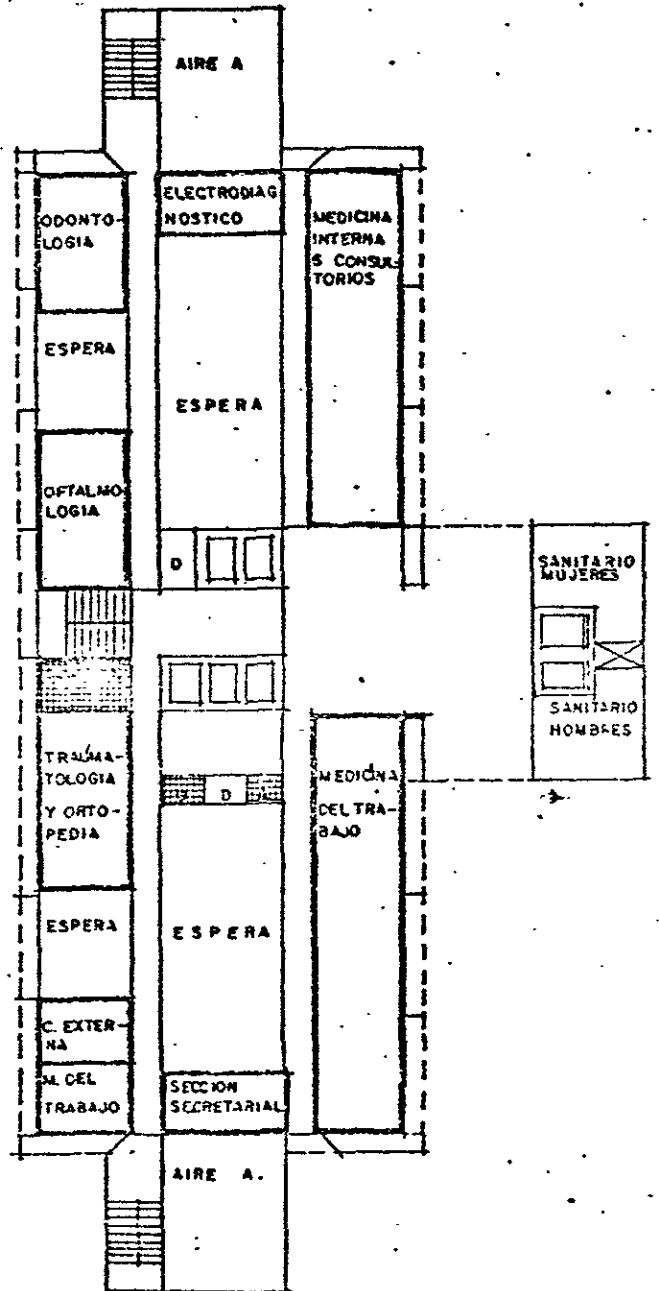 AIRE A
ELECTRODIAG
NOSTICO
ODONTO-
LOGIA
MEDICINA
INTERNA
6 CONSUL-
TORIOS
ESPERA
ESPERA
OFTALMO
LOGIA
D
SANITARIO
MUJERES
SANITARIO
HOMBRES
TRAUMA-
TOLOGIA
Y ORTO-
PEDIA
D
MEDICINA
DEL TRA-
BAJO
ESPERA
ESPERA
C. EXTER-
NA
M. DEL
TRABAJO
SECCION
SECRETARIAL
AIRE A.